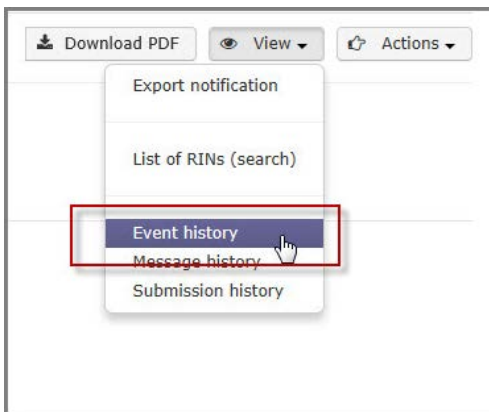 Download PDF View Actions
Export notification
List of RINs (search)
Event history
Message history
Submission history